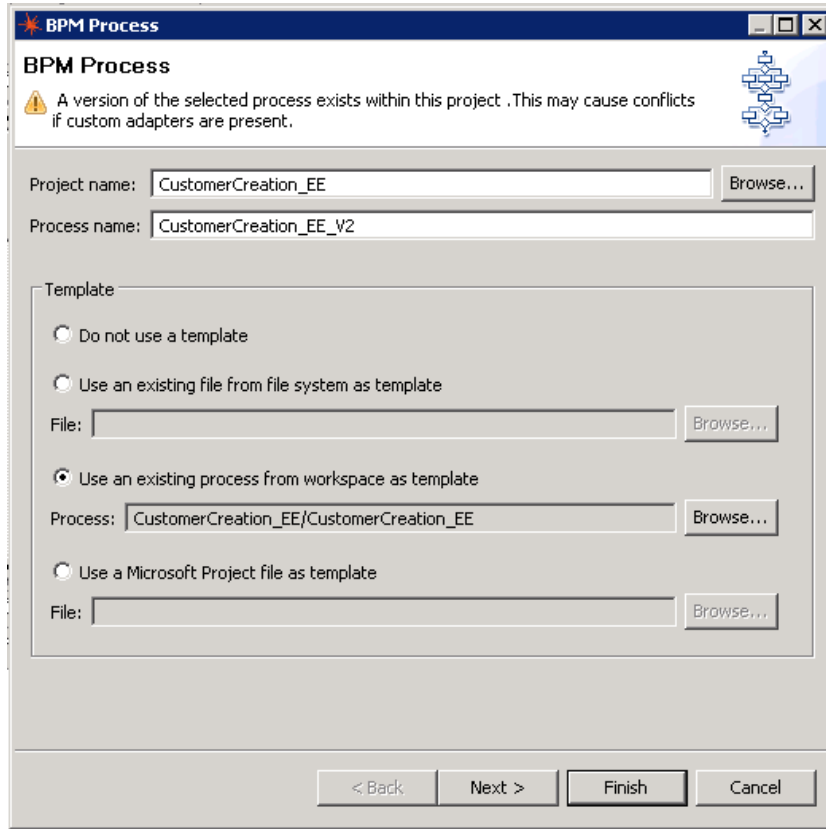 BPM Process
BPM Process
A version of the selected process exists within this project .This may cause conflicts
if custom adapters are present.
Project name: CustomerCreation_EE Browse...
Process name: CustomerCreation_EE_V2
Template
Do not use a template
Use an existing file from file system as template
File: Browse...
Use an existing process from workspace as template
Process: CustomerCreation_EE/CustomerCreation_EE Browse...
Use a Microsoft Project file as template
File: Browse...
< Back Next > Finish Cancel